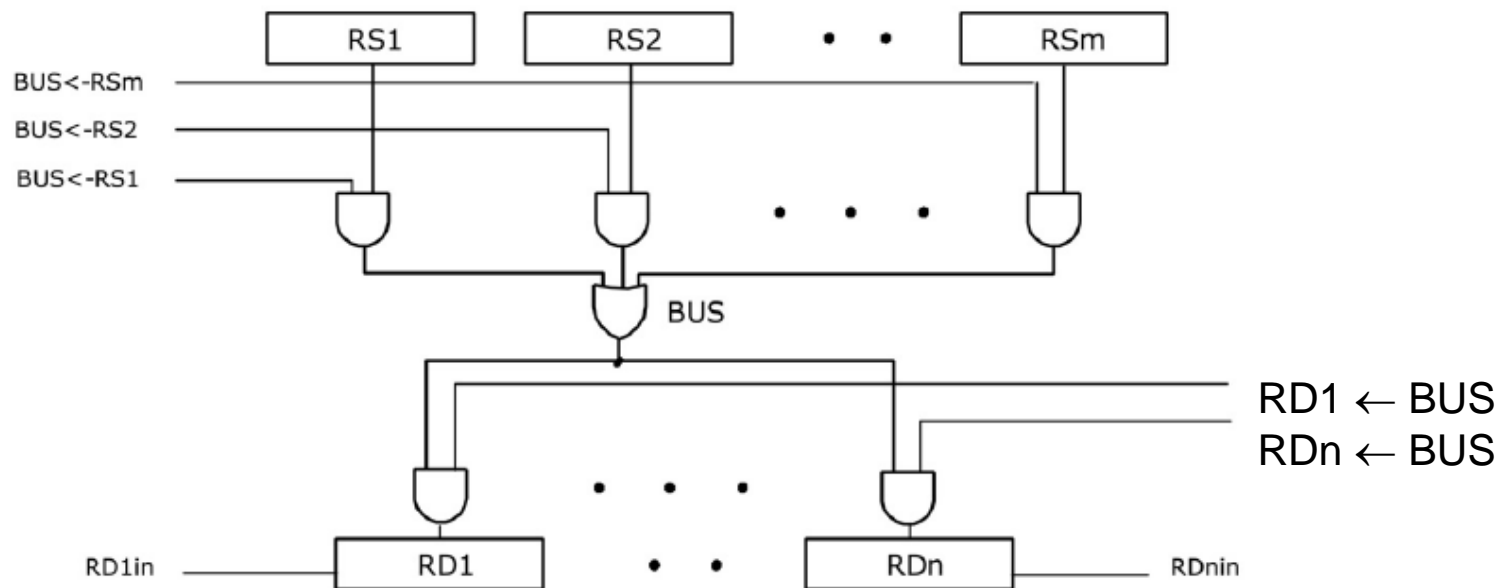 RS1 RS2 RSm
BUS<-RSm
BUS<-RS2
BUS<-RS1
BUS
RD1 ← BUS
RDn ← BUS
RD1in RD1 RDn RDnin